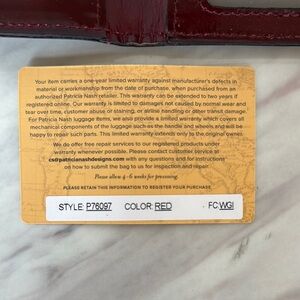 Your item carries a one-year limited warranty against manufacturer's defects in
material or workmanship from the date of purchase, when purchased from an
authorized Patricia Nash retailer. This warranty can be extended to two years if
registered online. Our warranty is limited to damages not caused by normal wear and
tear over time, customer abuse or staining, or airline handling or other transit damage.
For Patricia Nash luggage items, we also provide a limited warranty which covers all
mechanical components of the luggage such as the handle and wheels and will be
happy to repair such parts. This limited warranty extends only to the original owner.
We do offer free repair services to our registered products under
warranty whenever possible. Please contact customer service at
cs@patricianashdesigns.com with any questions and for instructions
on how to submit the bag to us for inspection and repair.
Please allow 4-6 weeks for processing.
PLEASE RETAIN THIS INFORMATION TO REGISTER YOUR PURCHASE
STYLE: P76097 COLOR: RED FC: WGI